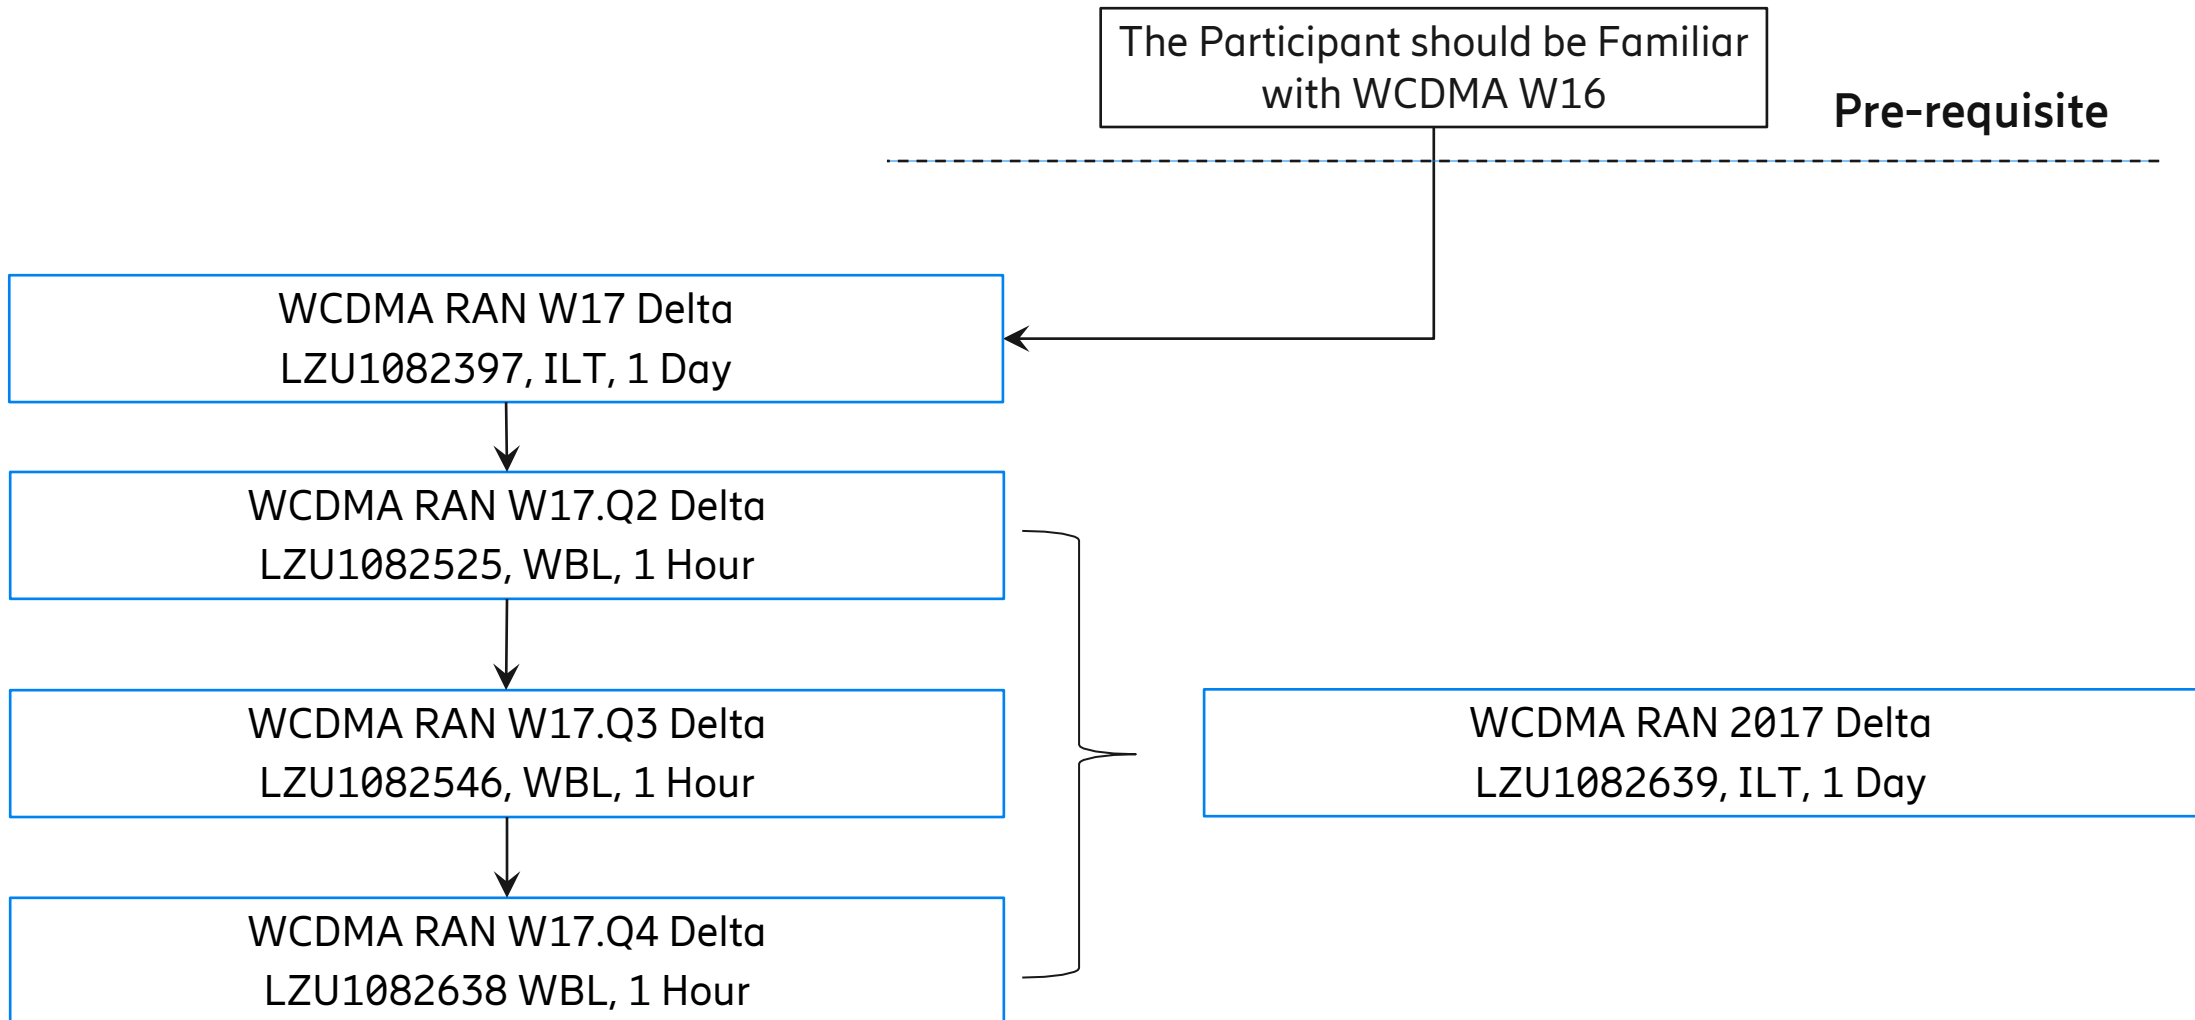 The Participant should be Familiar
with WCDMA W16
Pre-requisite
WCDMA RAN W17 Delta
LZU1082397, ILT, 1 Day
WCDMA RAN W17.Q2 Delta
LZU1082525, WBL, 1 Hour
WCDMA RAN W17.Q3 Delta
LZU1082546, WBL, 1 Hour
WCDMA RAN 2017 Delta
LZU1082639, ILT, 1 Day
WCDMA RAN W17.Q4 Delta
LZU1082638 WBL, 1 Hour